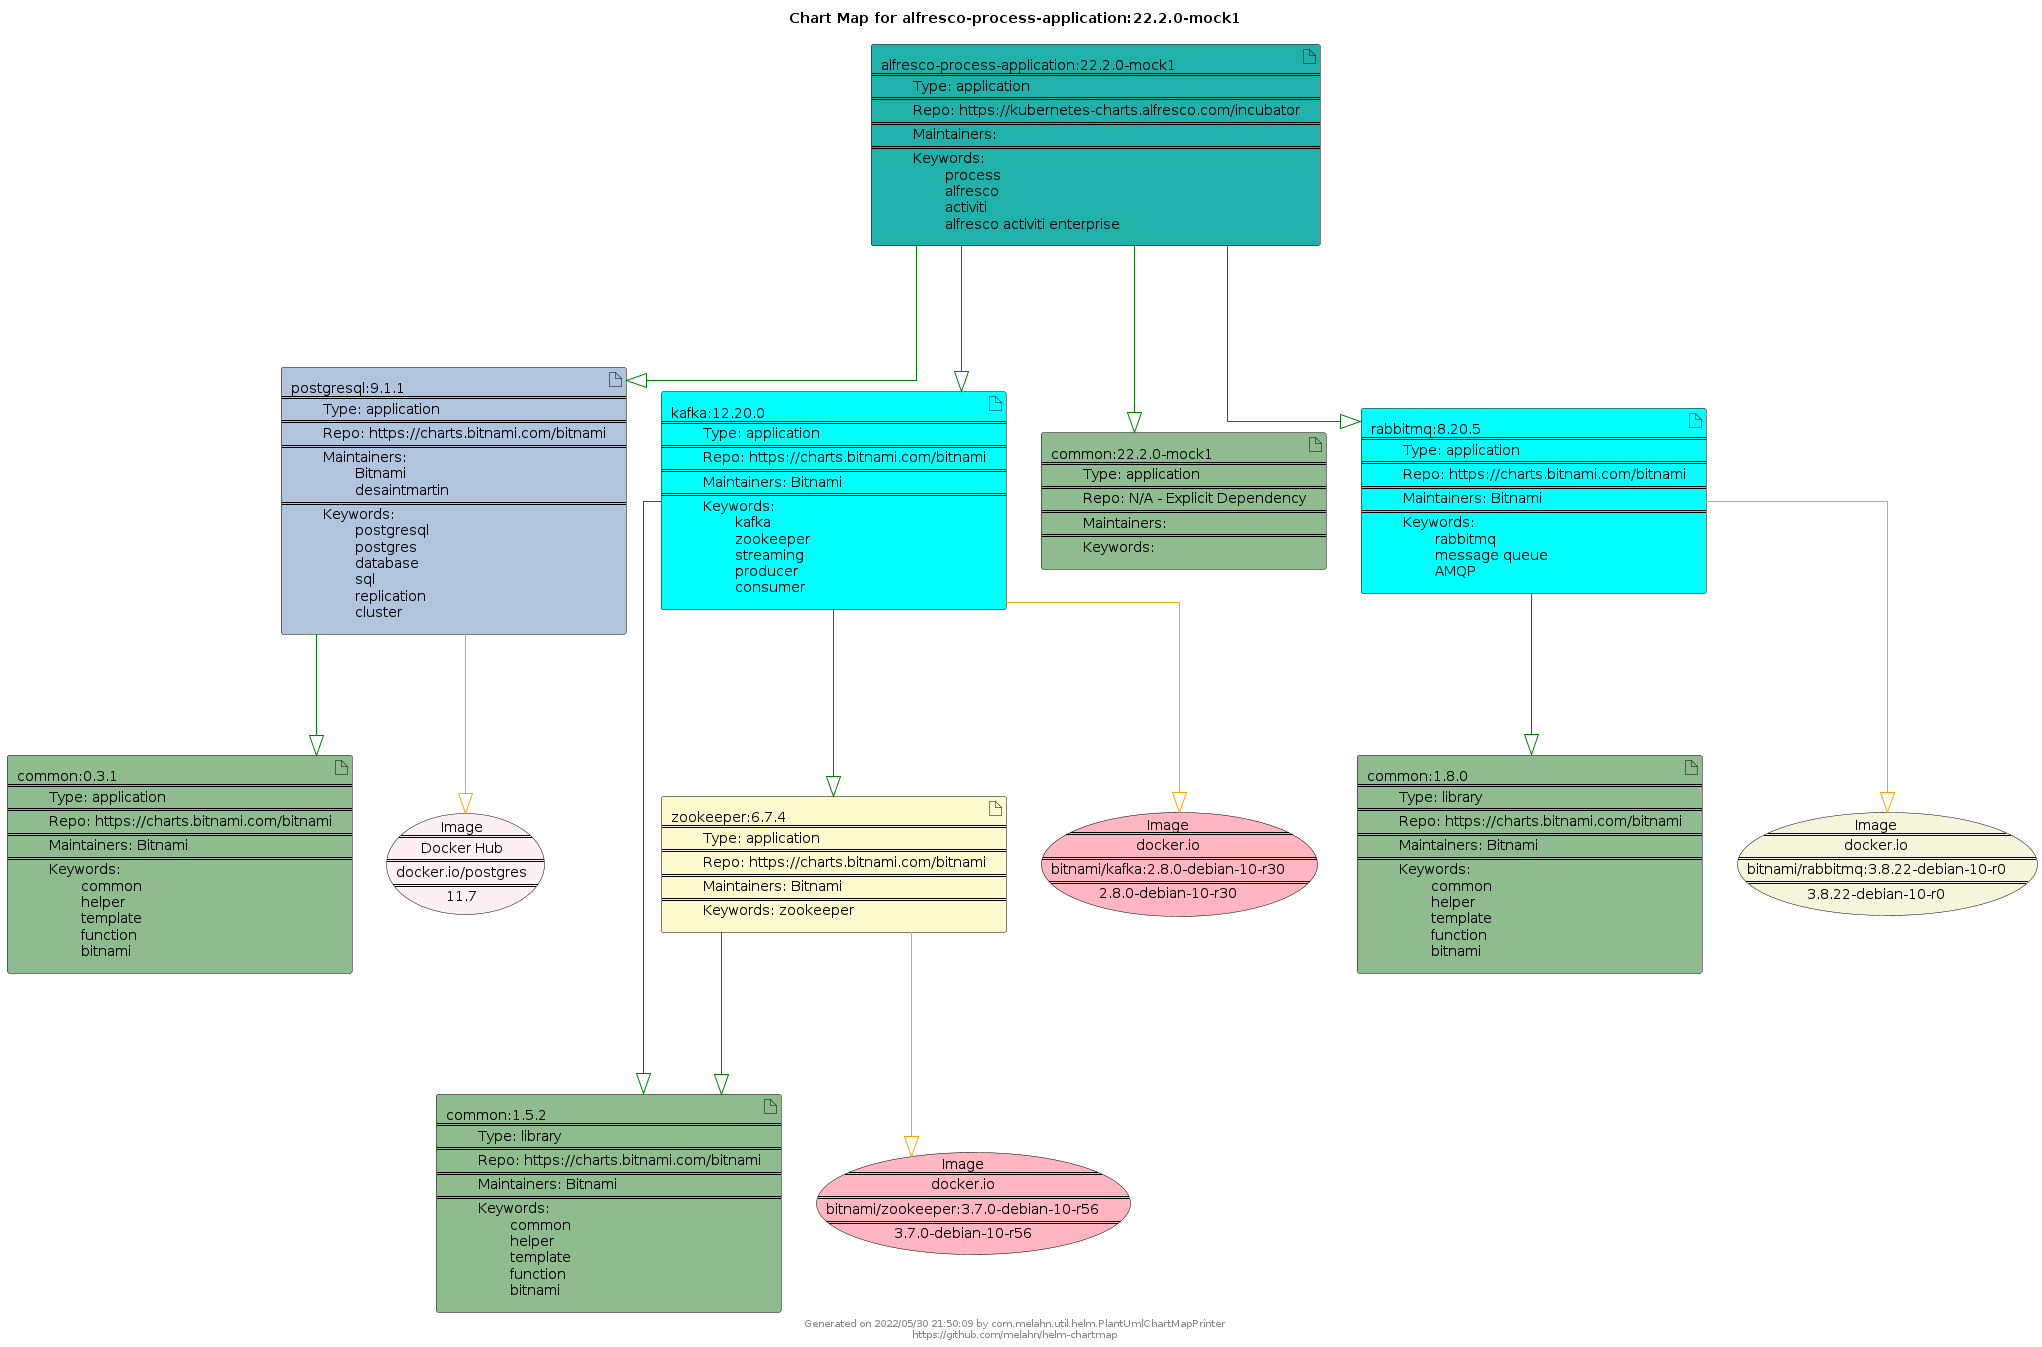 Chart Map for alfresco-process-application:22.2.0-mock1
alfresco-process-application:22.2.0-mock1
Type: application
Repo: https://kubernetes-charts.alfresco.com/incubator
Maintainers:
Keywords:
process
alfresco
activiti
alfresco activiti enterprise
postgresql:9.1.1
Type: application
Repo: https://charts.bitnami.com/bitnami
Maintainers:
Bitnami
desaintmartin
Keywords:
postgresql
postgres
database
sql
replication
cluster
kafka:12.20.0
Type: application
Repo: https://charts.bitnami.com/bitnami
Maintainers: Bitnami
Keywords:
kafka
zookeeper
streaming
producer
consumer
common:22.2.0-mock1
Type: application
Repo: N/A - Explicit Dependency
Maintainers:
Keywords:
rabbitmq:8.20.5
Type: application
Repo: https://charts.bitnami.com/bitnami
Maintainers: Bitnami
Keywords:
rabbitmq
message queue
AMQP
common:0.3.1
Type: application
Repo: https://charts.bitnami.com/bitnami
Maintainers: Bitnami
Keywords:
common
helper
template
function
bitnami
Image
Docker Hub
docker.io/postgres
11.7
zookeeper:6.7.4
Type: application
Repo: https://charts.bitnami.com/bitnami
Maintainers: Bitnami
Keywords: zookeeper
Image
docker.io
bitnami/kafka:2.8.0-debian-10-r30
2.8.0-debian-10-r30
common:1.8.0
Type: library
Repo: https://charts.bitnami.com/bitnami
Maintainers: Bitnami
Keywords:
common
helper
template
function
bitnami
Image
docker.io
bitnami/rabbitmq:3.8.22-debian-10-r0
3.8.22-debian-10-r0
common:1.5.2
Type: library
Repo: https://charts.bitnami.com/bitnami
Maintainers: Bitnami
Keywords:
common
helper
template
function
bitnami
Image
docker.io
bitnami/zookeeper:3.7.0-debian-10-r56
3.7.0-debian-10-r56
Generated on 2022/05/30 21:50:09 by com.melahn.util.helm.PlantUmlChartMapPrinter
https://github.com/melahn/helm-chartmap